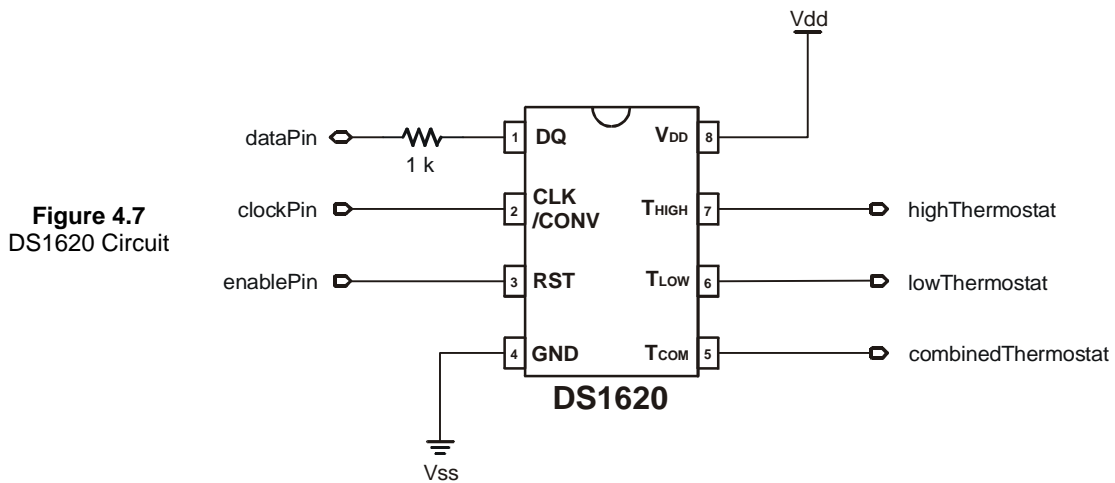 Vdd
dataPin
1 k
1
DQ
VDD
8
Figure 4.7
DS1620 Circuit
clockPin
2
CLK
/CONV
THIGH
7
highThermostat
enablePin
3
RST
TLOW
6
lowThermostat
4
GND
TCOM
5
combinedThermostat
DS1620
Vss